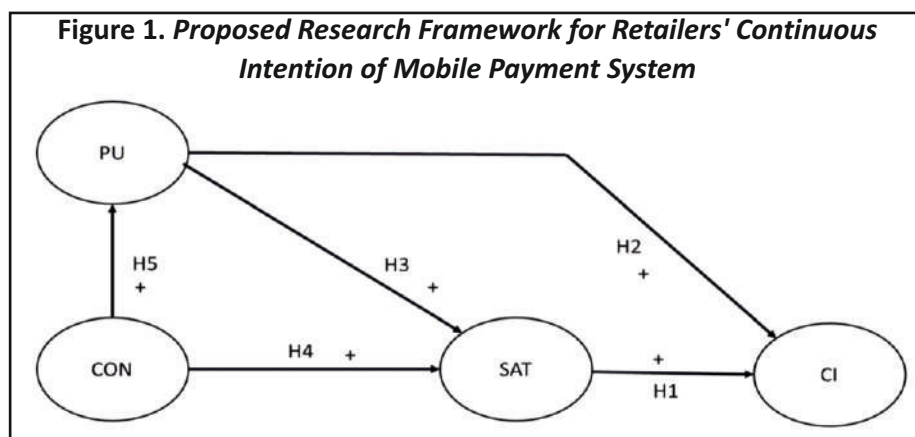 Figure 1. Proposed Research Framework for Retailers' Continuous
Intention of Mobile Payment System
PU
H5
+
H3
+
H2
+
CON
H4 +
SAT
+
H1
CI